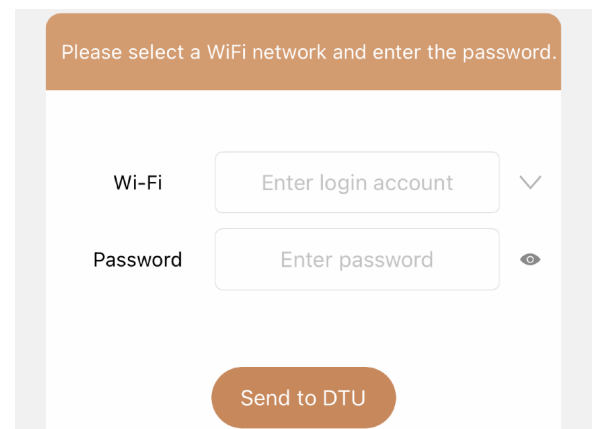 Please select a WiFi network and enter the password.
Wi-Fi Enter login account
Password Enter password
Send to DTU